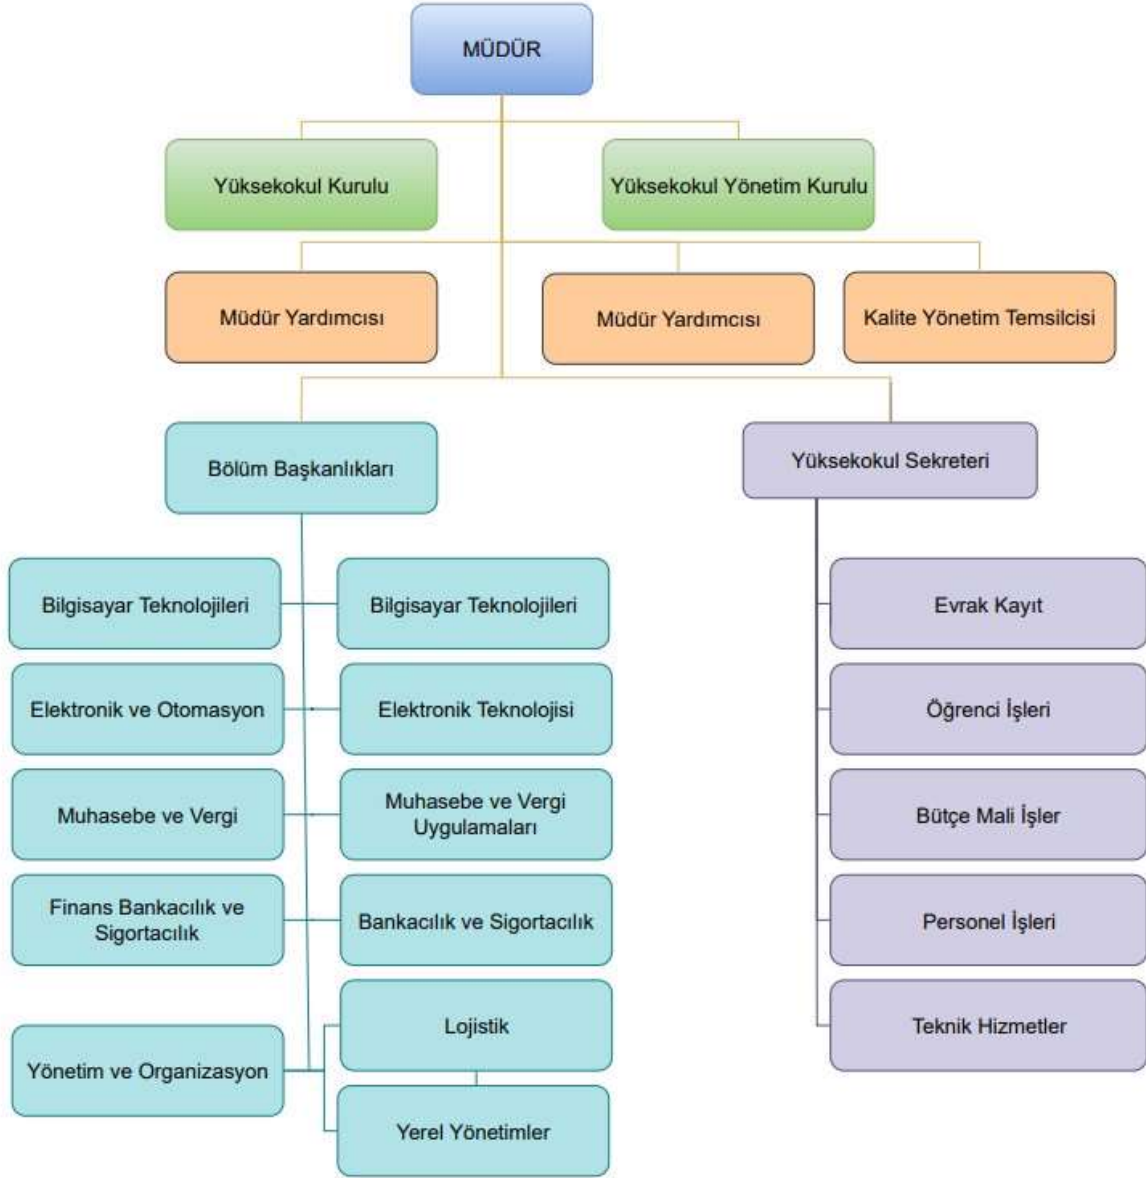 MÜDÜR
Yüksekokul Kurulu
Yüksekokul Yönetim Kurulu
Müdür Yardımcısı
Müdür Yardımcısı
Kalite Yönetim Temsilcisi
Bölüm Başkanlıkları
Yüksekokul Sekreteri
Bilgisayar Teknolojileri
Bilgisayar Teknolojileri
Evrak Kayıt
Elektronik ve Otomasyon
Elektronik Teknolojisi
Öğrenci İşleri
Muhasebe ve Vergi
Muhasebe ve Vergi
Uygulamaları
Bütçe Mali İşler
Finans Bankacılık ve
Sigortacılık
Bankacılık ve Sigortacılık
Personel İşleri
Lojistik
Teknik Hizmetler
Yönetim ve Organizasyon
Yerel Yönetimler